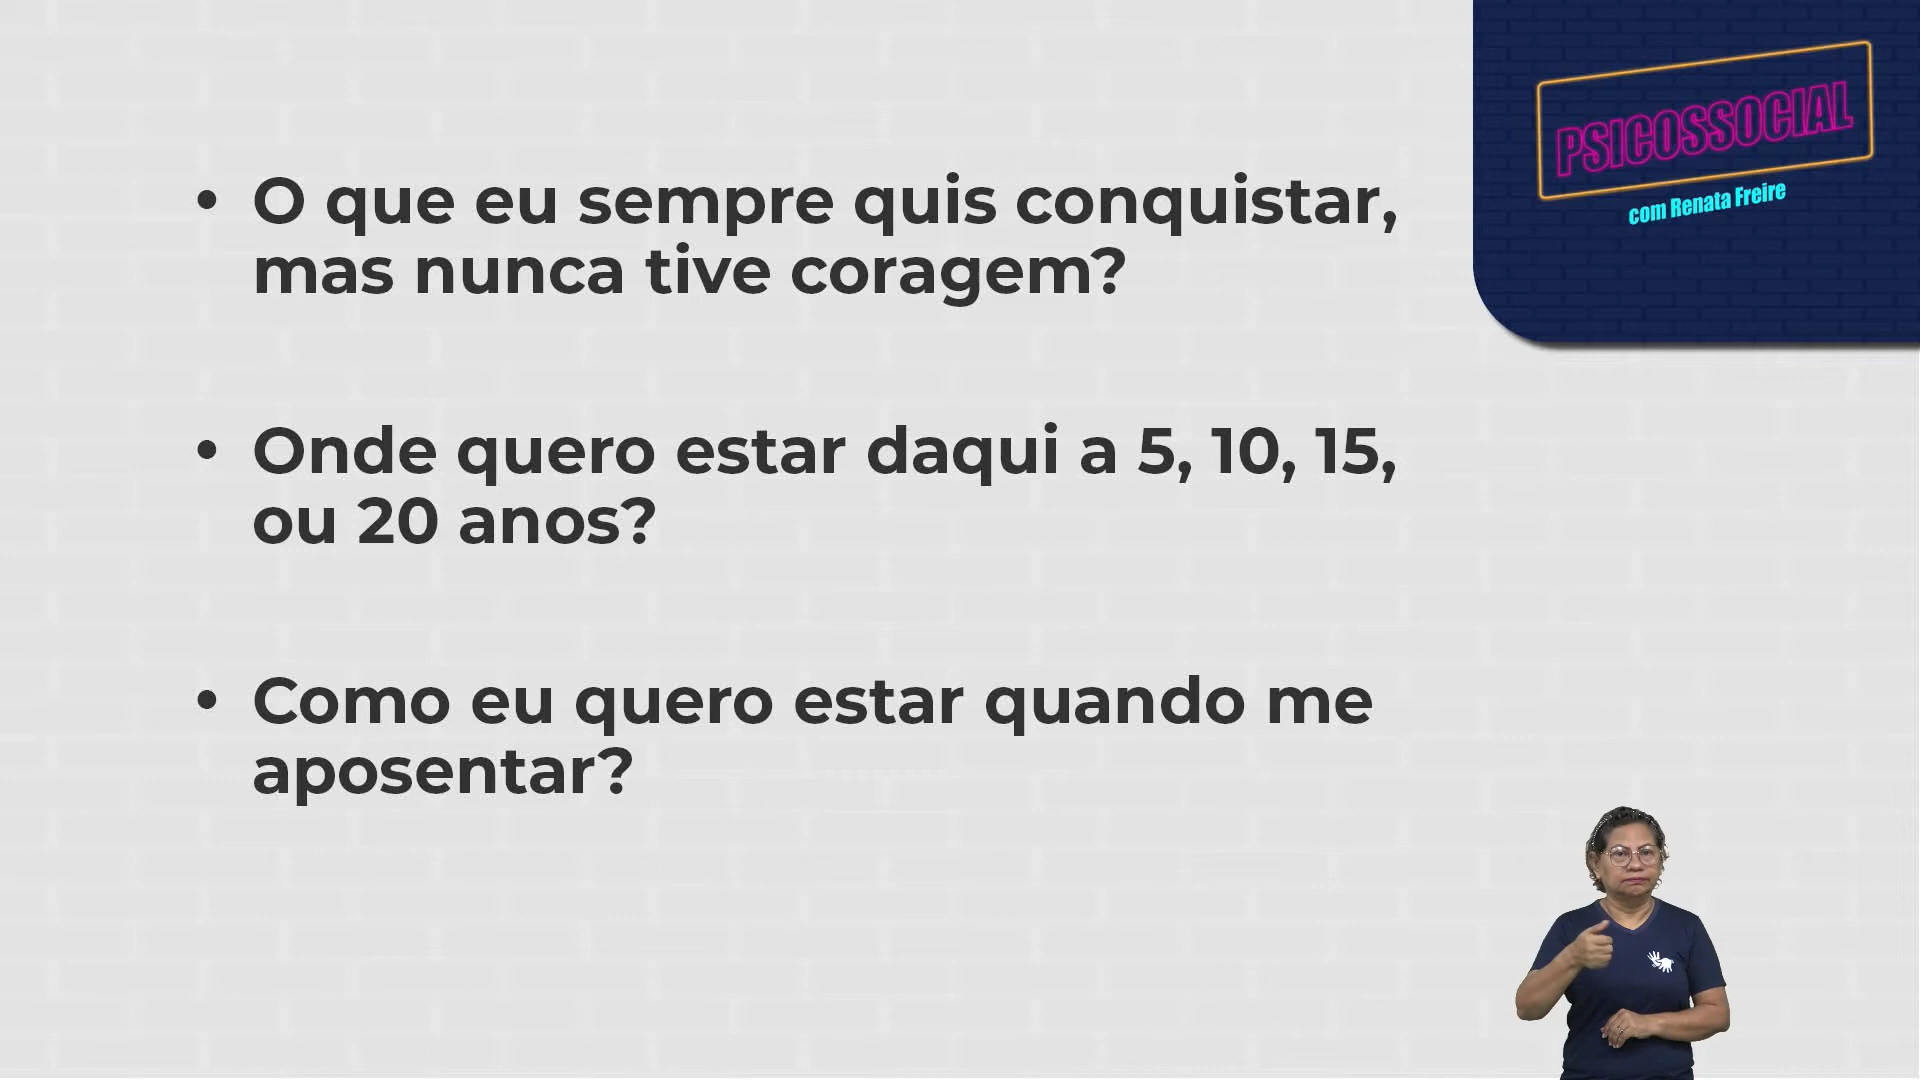 • O que eu sempre quis conquistar,
mas nunca tive coragem?
• Onde quero estar daqui a 5, 10, 15,
ou 20 anos?
• Como eu quero estar quando me
aposentar?
PSICOSSOCIAL
com Renata Freire